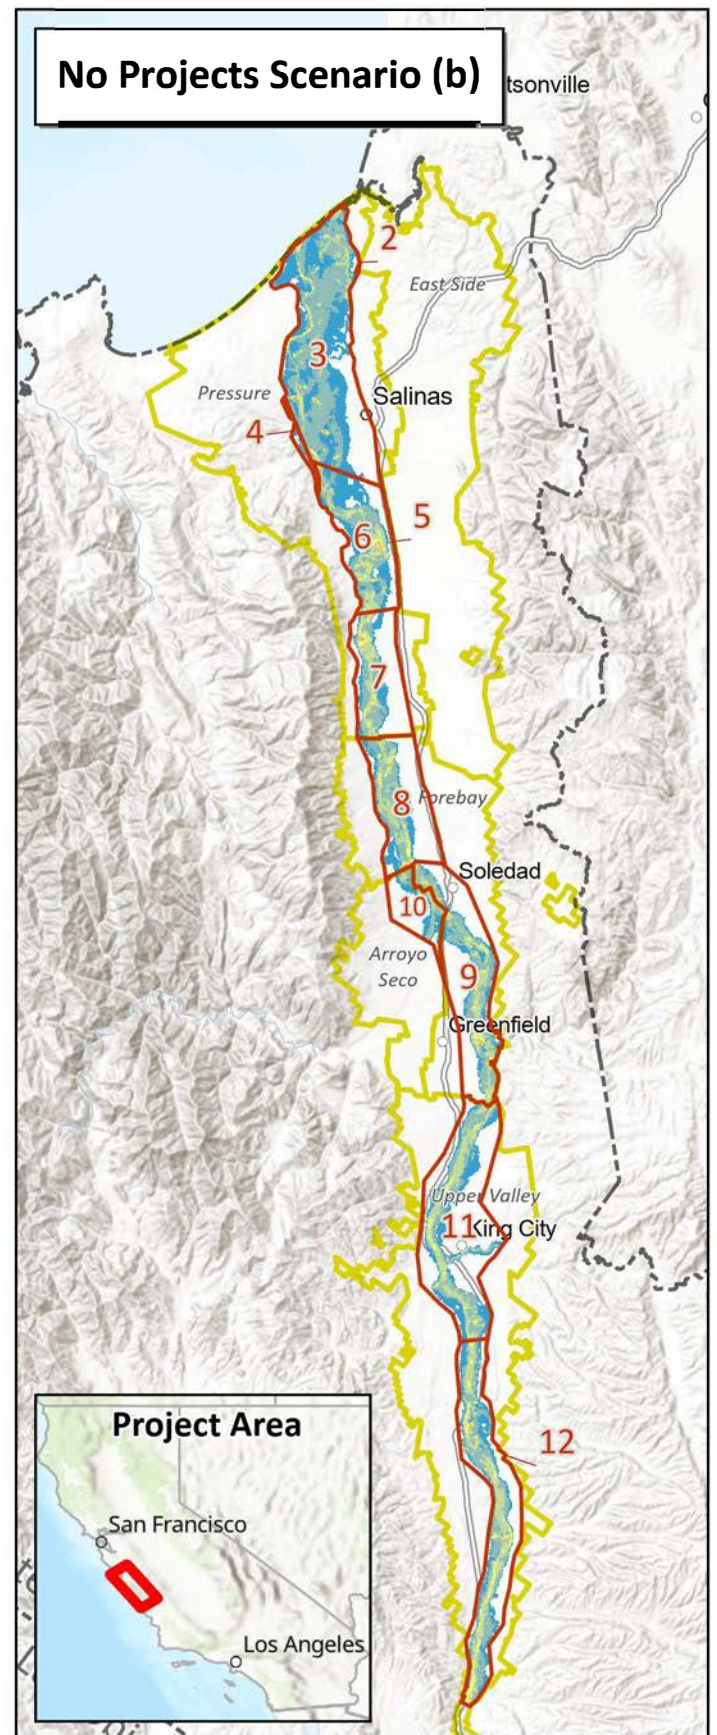 No Projects Scenario (b)
tsonville
2
East Side
3
Pressure
Salinas
4
5
6
7
8
Forebay
Soledad
10
Arroyo
Seco
9
Greenfield
Upper Valley
11
King City
12
Project Area
San Francisco
Los Angeles